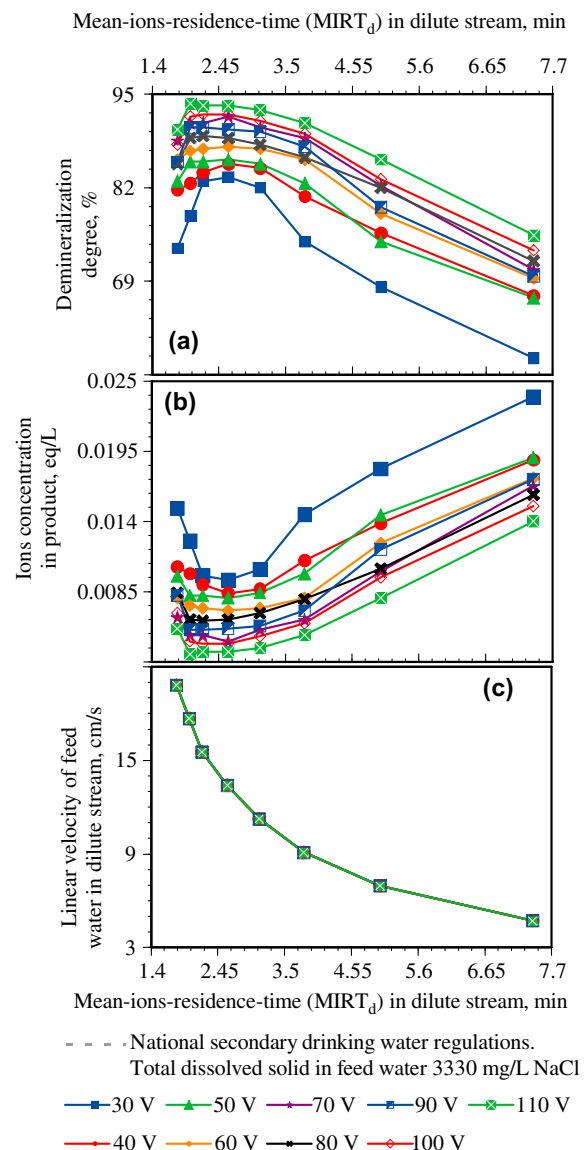 Mean-ions-residence-time (MIRTd) in dilute stream, min
1.4 2.45 3.5 4.55 5.6 6.65 7.7
95
82
69
Demineralization
degree, %
(a)
0.025
0.0195
0.014
0.0085
Ions concentration
in product, eq/L
(b)
15
9
3
Linear velocity of feed
water in dilute stream, cm/s
(c)
1.4 2.45 3.5 4.55 5.6 6.65 7.7
Mean-ions-residence-time (MIRTd) in dilute stream, min
National secondary drinking water regulations.
Total dissolved solid in feed water 3330 mg/L NaCl
30 V 50 V 70 V 90 V 110 V
40 V 60 V 80 V 100 V